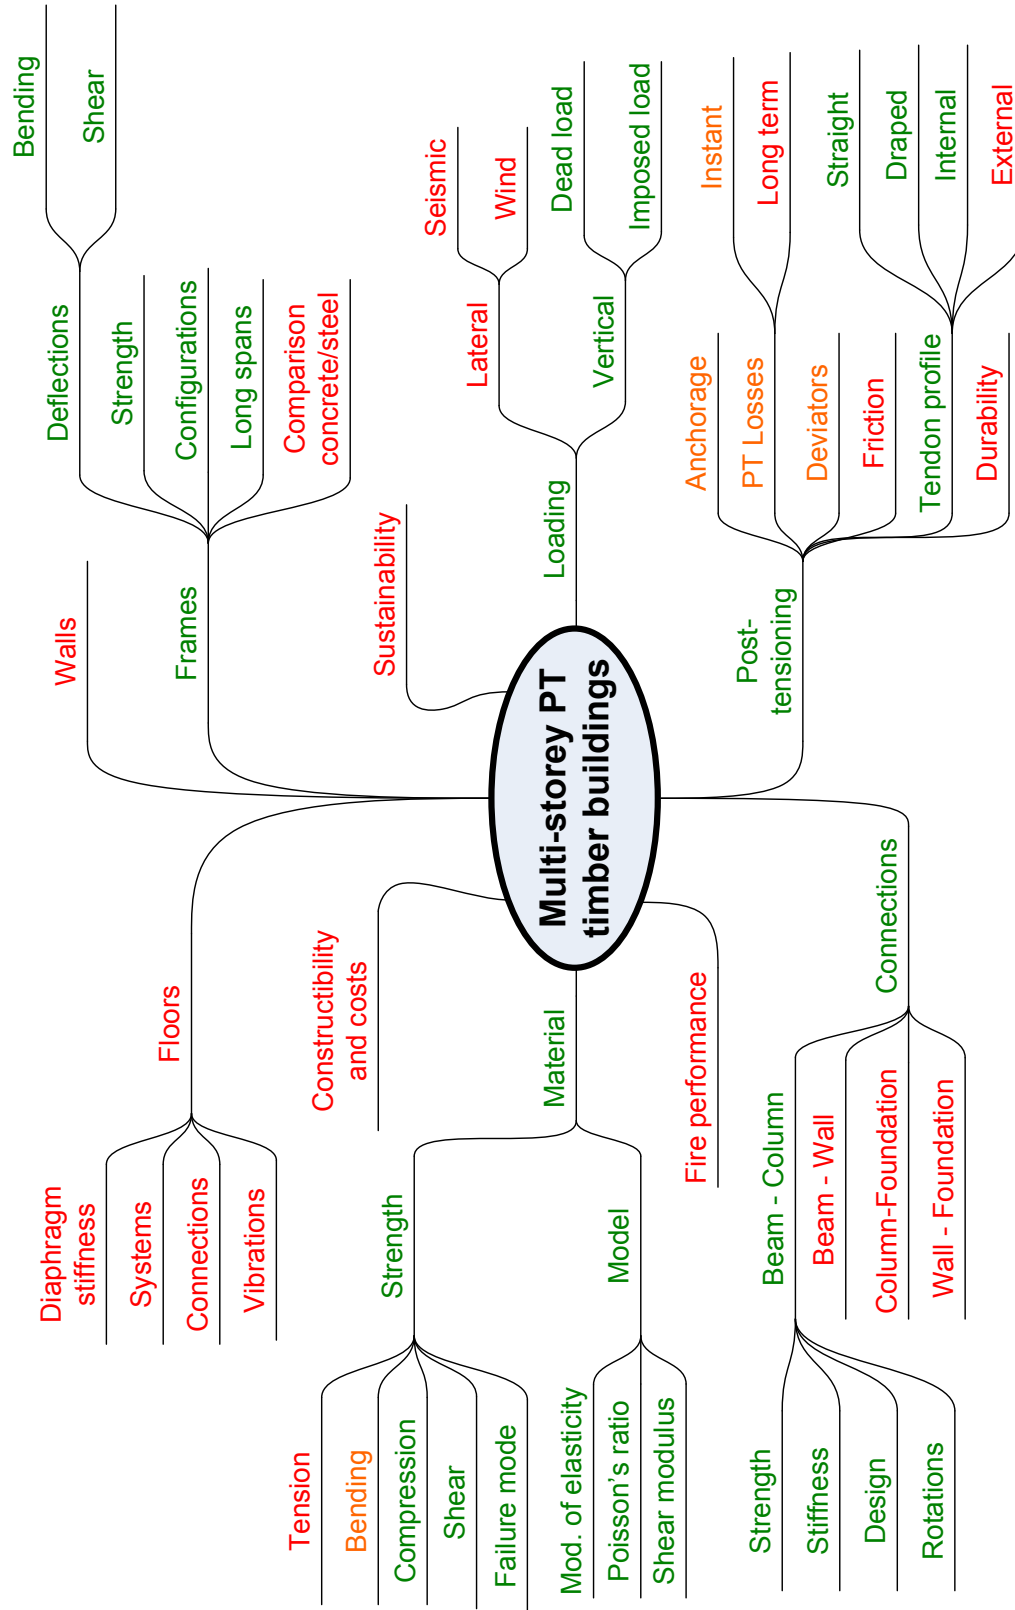 Multi-storey PT
timber buildings
Floors
Diaphragm
stiffness
Systems
Connections
Vibrations
Constructibility
and costs
Material
Strength
Tension
Bending
Compression
Shear
Failure mode
Model
Mod. of elasticity
Poisson's ratio
Shear modulus
Fire performance
Connections
Beam - Column
Strength
Stiffness
Design
Rotations
Beam - Wall
Column-Foundation
Wall - Foundation
Walls
Frames
Deflections
Bending
Shear
Strength
Configurations
Long spans
Comparison
concrete/steel
Sustainability
Loading
Lateral
Seismic
Wind
Vertical
Dead load
Imposed load
Post-
tensioning
Anchorage
PT Losses
Instant
Long term
Deviators
Friction
Tendon profile
Straight
Draped
Internal
External
Durability